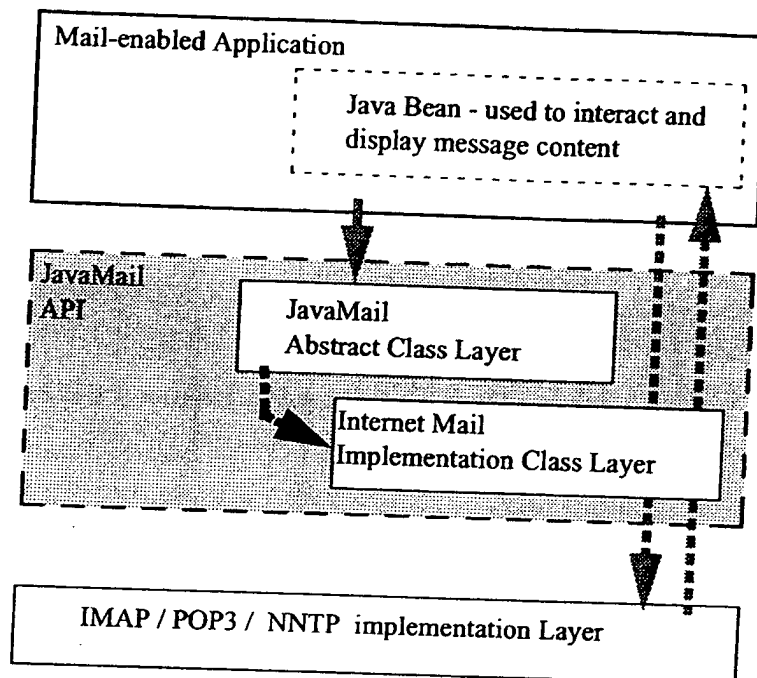 Mail-enabled Application
Java Bean - used to interact and
display message content
JavaMail
API
JavaMail
Abstract Class Layer
Internet Mail
Implementation Class Layer
IMAP / POP3 / NNTP implementation Layer